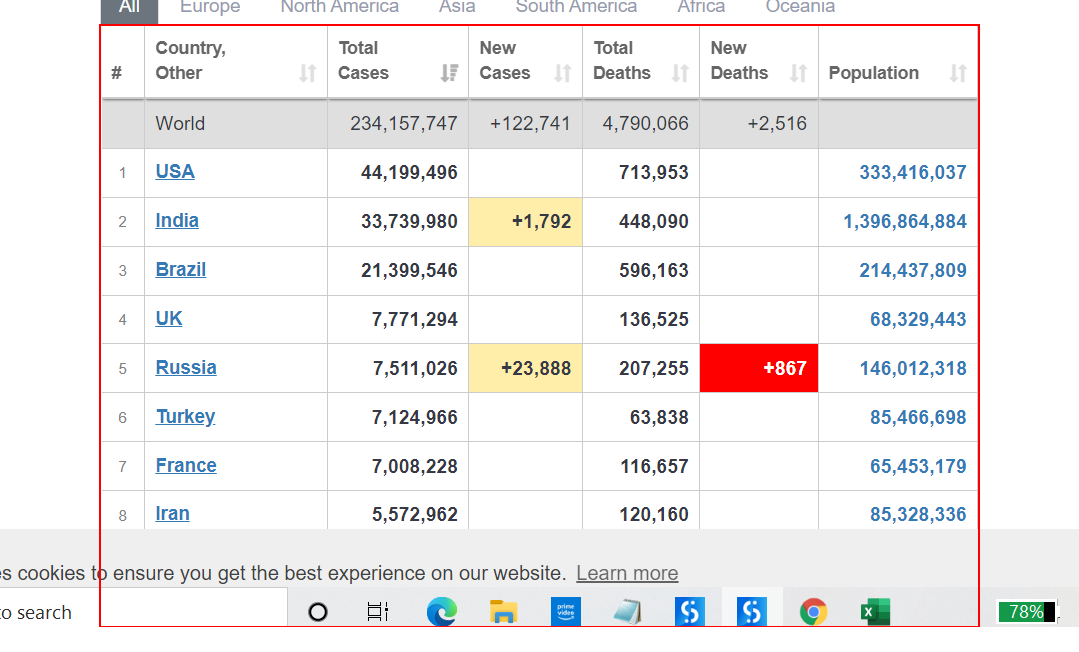 All Europe North America Asia South America Africa Oceania
# Country, Other Total Cases New Cases Total Deaths New Deaths Population
World 234,157,747 +122,741 4,790,066 +2,516
1 USA 44,199,496 713,953 333,416,037
2 India 33,739,980 +1,792 448,090 1,396,864,884
3 Brazil 21,399,546 596,163 214,437,809
4 UK 7,771,294 136,525 68,329,443
5 Russia 7,511,026 +23,888 207,255 +867 146,012,318
6 Turkey 7,124,966 63,838 85,466,698
7 France 7,008,228 116,657 65,453,179
8 Iran 5,572,962 120,160 85,328,336
es cookies to ensure you get the best experience on our website. Learn more
to search prime video 78%